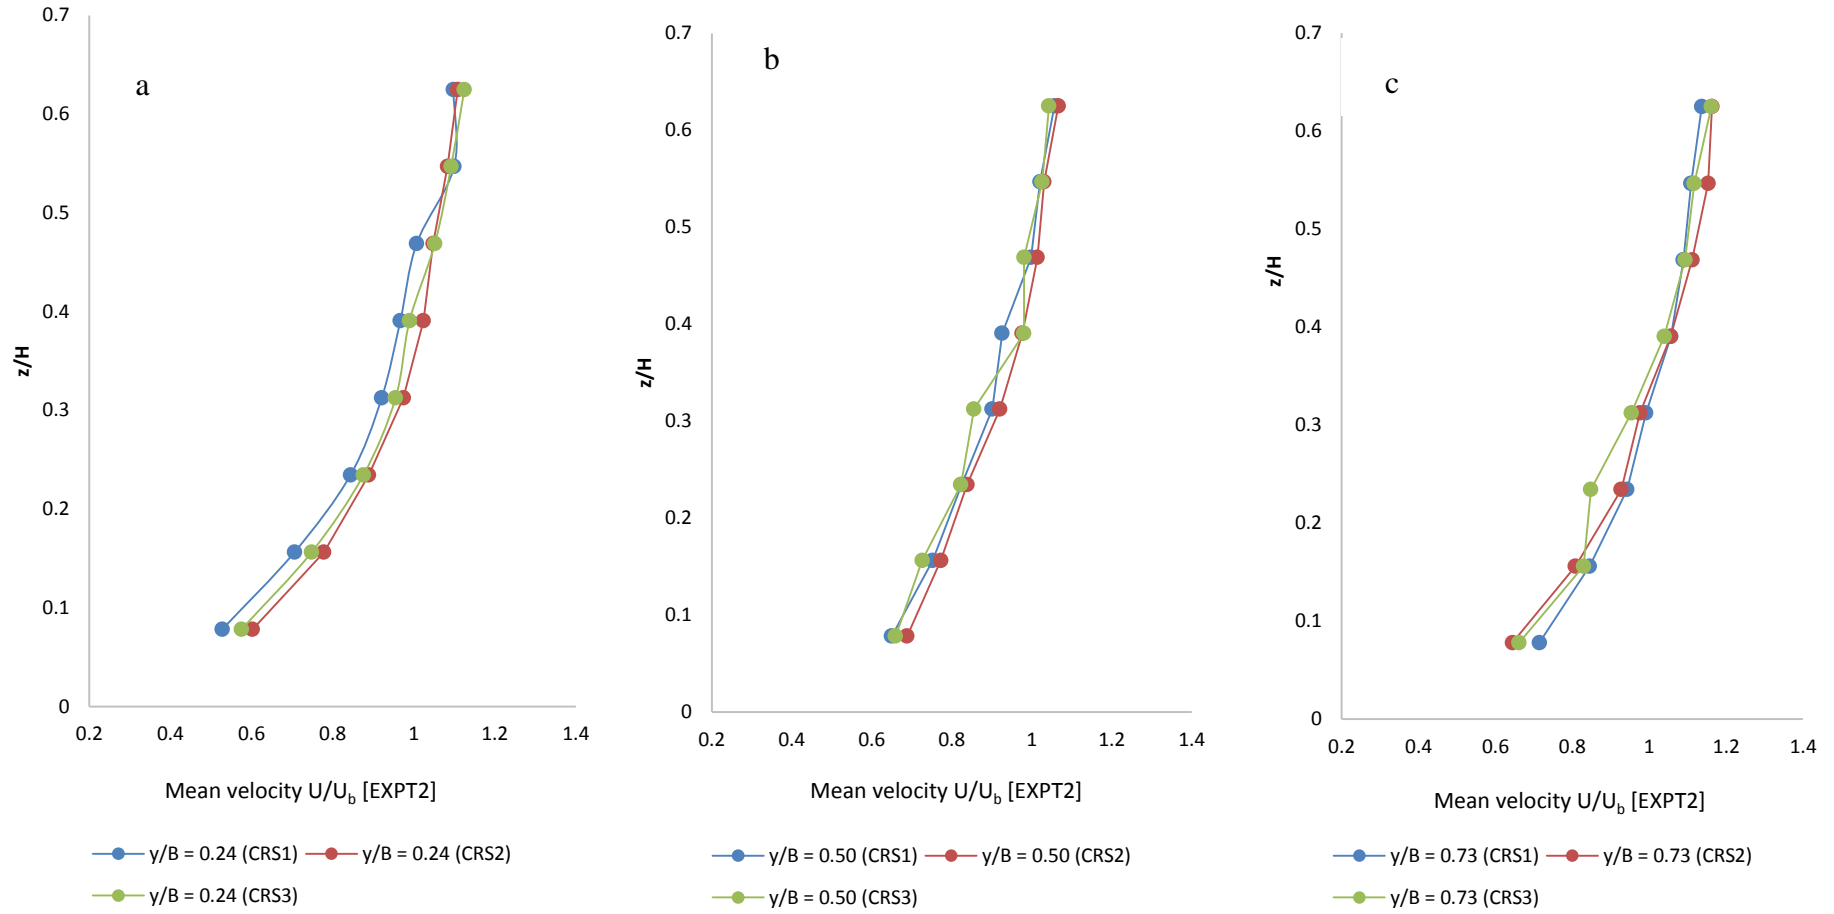 a
0.7
0.6
0.5
0.4
0.3
0.2
0.1
0
z/H
0.2 0.4 0.6 0.8 1 1.2 1.4
Mean velocity U/U_b [EXPT2]
y/B = 0.24 (CRS1) y/B = 0.24 (CRS2)
y/B = 0.24 (CRS3)
b
0.7
0.6
0.5
0.4
0.3
0.2
0.1
0
z/H
0.2 0.4 0.6 0.8 1 1.2 1.4
Mean velocity U/U_b [EXPT2]
y/B = 0.50 (CRS1) y/B = 0.50 (CRS2)
y/B = 0.50 (CRS3)
c
0.7
0.6
0.5
0.4
0.3
0.2
0.1
0
z/H
0.2 0.4 0.6 0.8 1 1.2 1.4
Mean velocity U/U_b [EXPT2]
y/B = 0.73 (CRS1) y/B = 0.73 (CRS2)
y/B = 0.73 (CRS3)